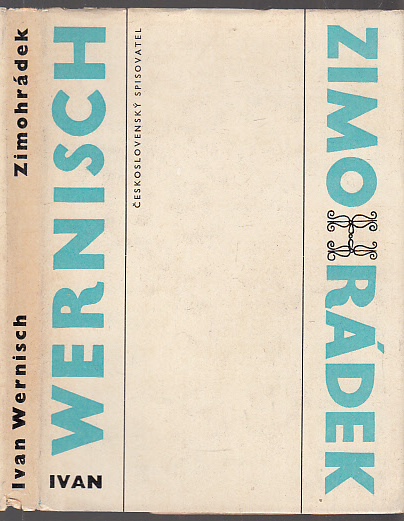 Ivan Wernisch Zimohrádek
IVAN WERNISCH
ČESKOSLOVENSKÝ SPISOVATEL
ZIMOHRÁDEK